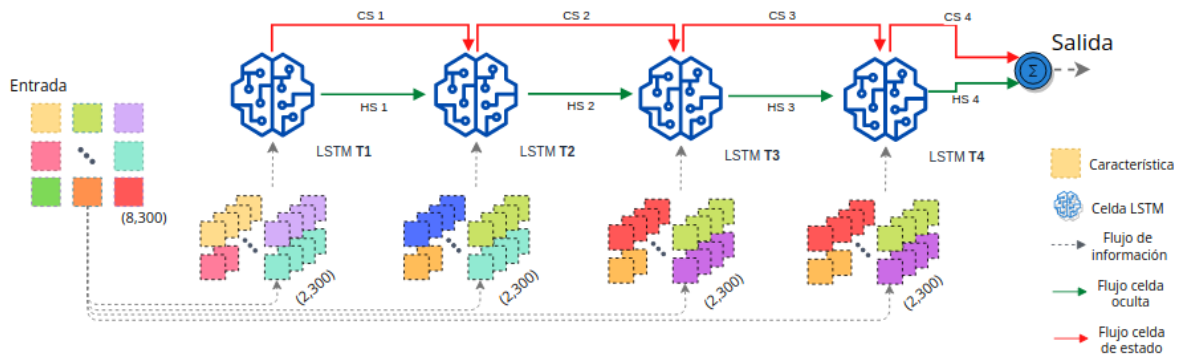 CS 1
CS 2
CS 3
CS 4
Salida
Entrada
Σ
HS 1
HS 2
HS 3
HS 4
LSTM T1
LSTM T2
LSTM T3
LSTM T4
(8,300)
(2,300)
(2,300)
(2,300)
(2,300)
Característica
Celda LSTM
Flujo de
información
Flujo celda
oculta
Flujo celda
de estado